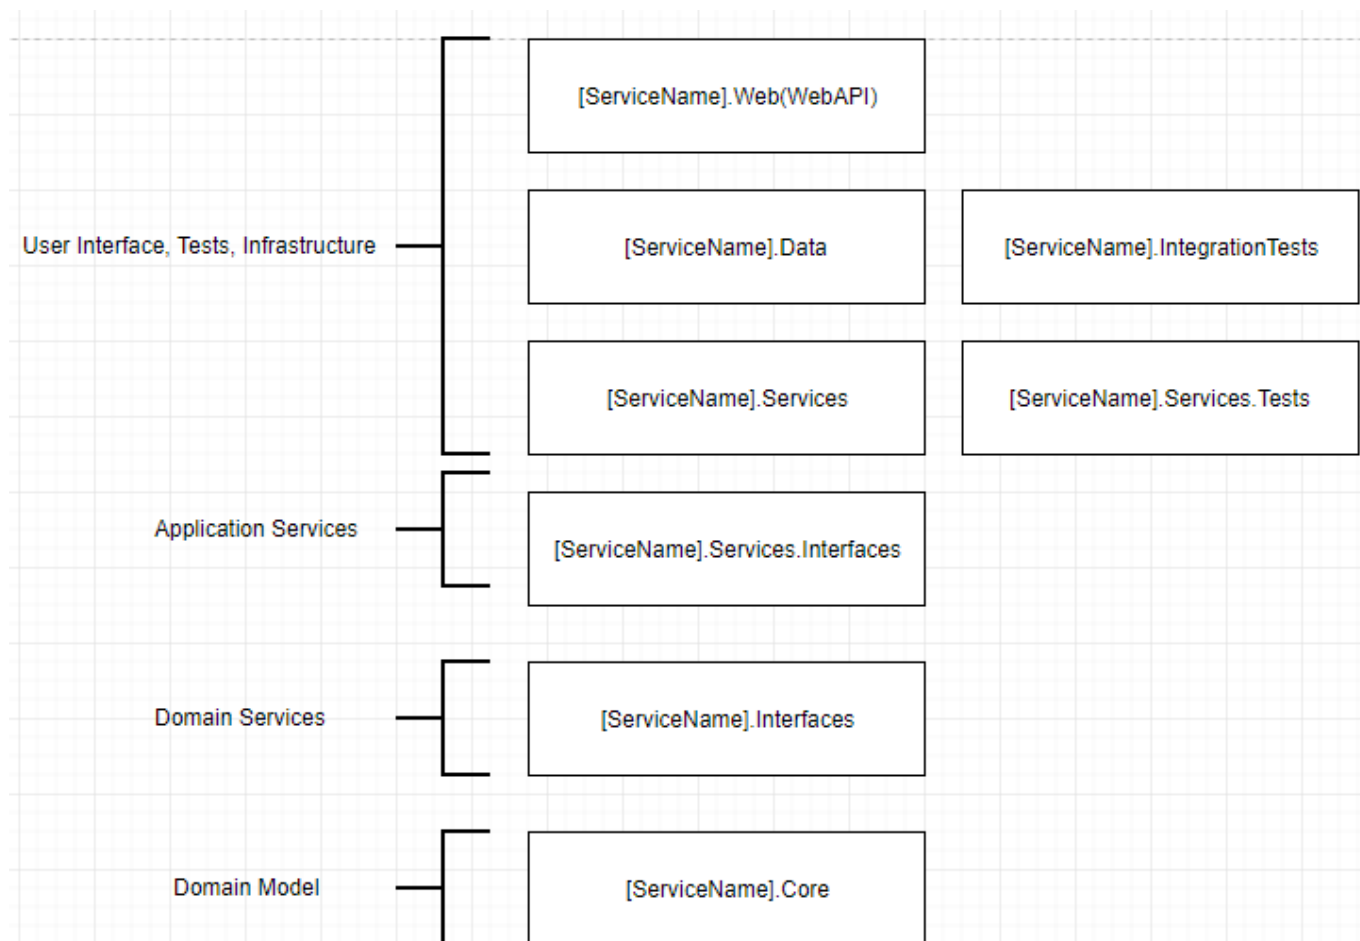 [ServiceName].Web(WebAPI)
User Interface, Tests, Infrastructure
[ServiceName].Data
[ServiceName].IntegrationTests
[ServiceName].Services
[ServiceName].Services.Tests
Application Services
[ServiceName].Services.Interfaces
Domain Services
[ServiceName].Interfaces
Domain Model
[ServiceName].Core